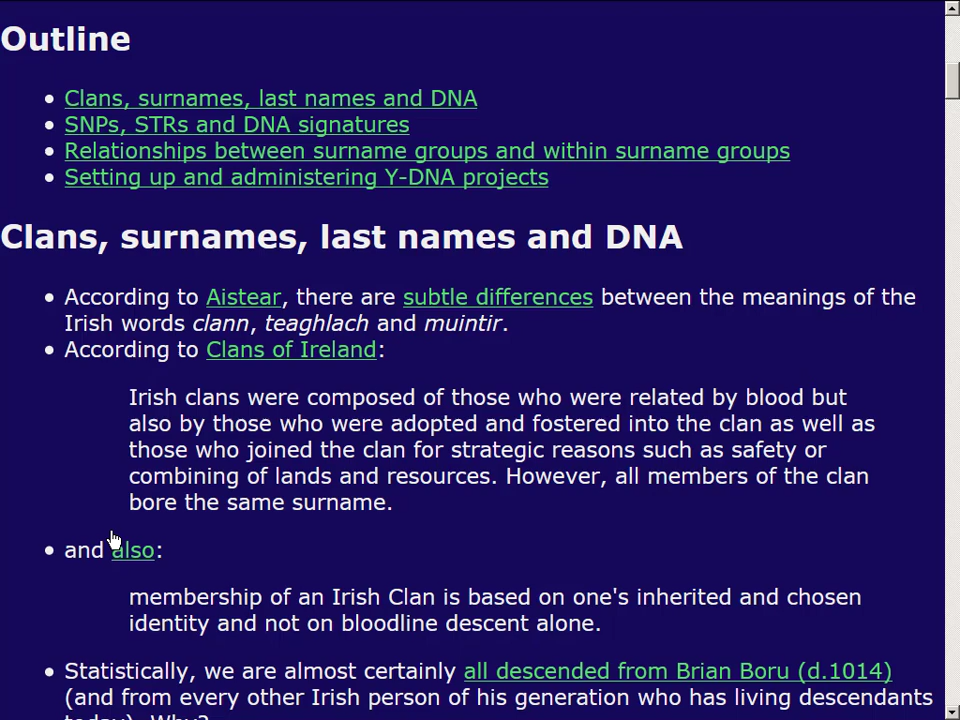 Outline
• Clans, surnames, last names and DNA
• SNPs, STRs and DNA signatures
• Relationships between surname groups and within surname groups
• Setting up and administering Y-DNA projects
Clans, surnames, last names and DNA
• According to Aistear, there are subtle differences between the meanings of the
Irish words clann, teaghlach and muintir.
• According to Clans of Ireland:
Irish clans were composed of those who were related by blood but
also by those who were adopted and fostered into the clan as well as
those who joined the clan for strategic reasons such as safety or
combining of lands and resources. However, all members of the clan
bore the same surname.
• and also:
membership of an Irish Clan is based on one's inherited and chosen
identity and not on bloodline descent alone.
• Statistically, we are almost certainly all descended from Brian Boru (d.1014)
(and from every other Irish person of his generation who has living descendants
today). Why?